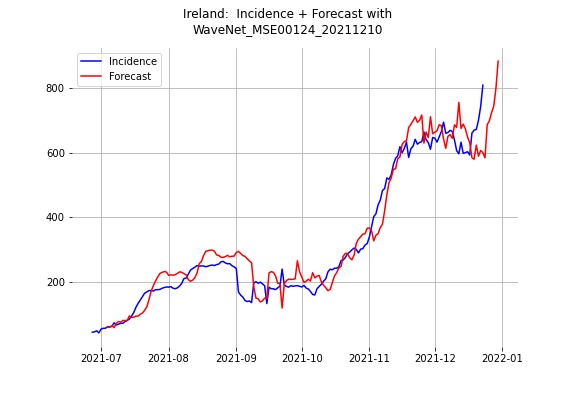 Ireland:  Incidence + Forecast with
WaveNet_MSE00124_20211210
Incidence
Forecast
800
600
400
200
2021-07 2021-08 2021-09 2021-10 2021-11 2021-12 2022-01